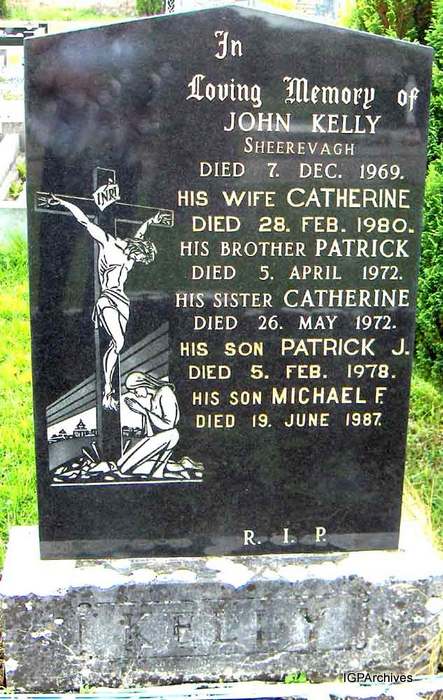 In
Loving Memory of
JOHN KELLY
SHEEREVAGH
DIED 7. DEC. 1969.
HIS WIFE CATHERINE
DIED 28. FEB. 1980.
HIS BROTHER PATRICK
DIED 5. APRIL 1972.
HIS SISTER CATHERINE
DIED 26. MAY 1972.
HIS SON PATRICK J.
DIED 5. FEB. 1978.
HIS SON MICHAEL F.
DIED 19. JUNE 1987.
INRI
R. I. P.
KELLY
IGPArchives